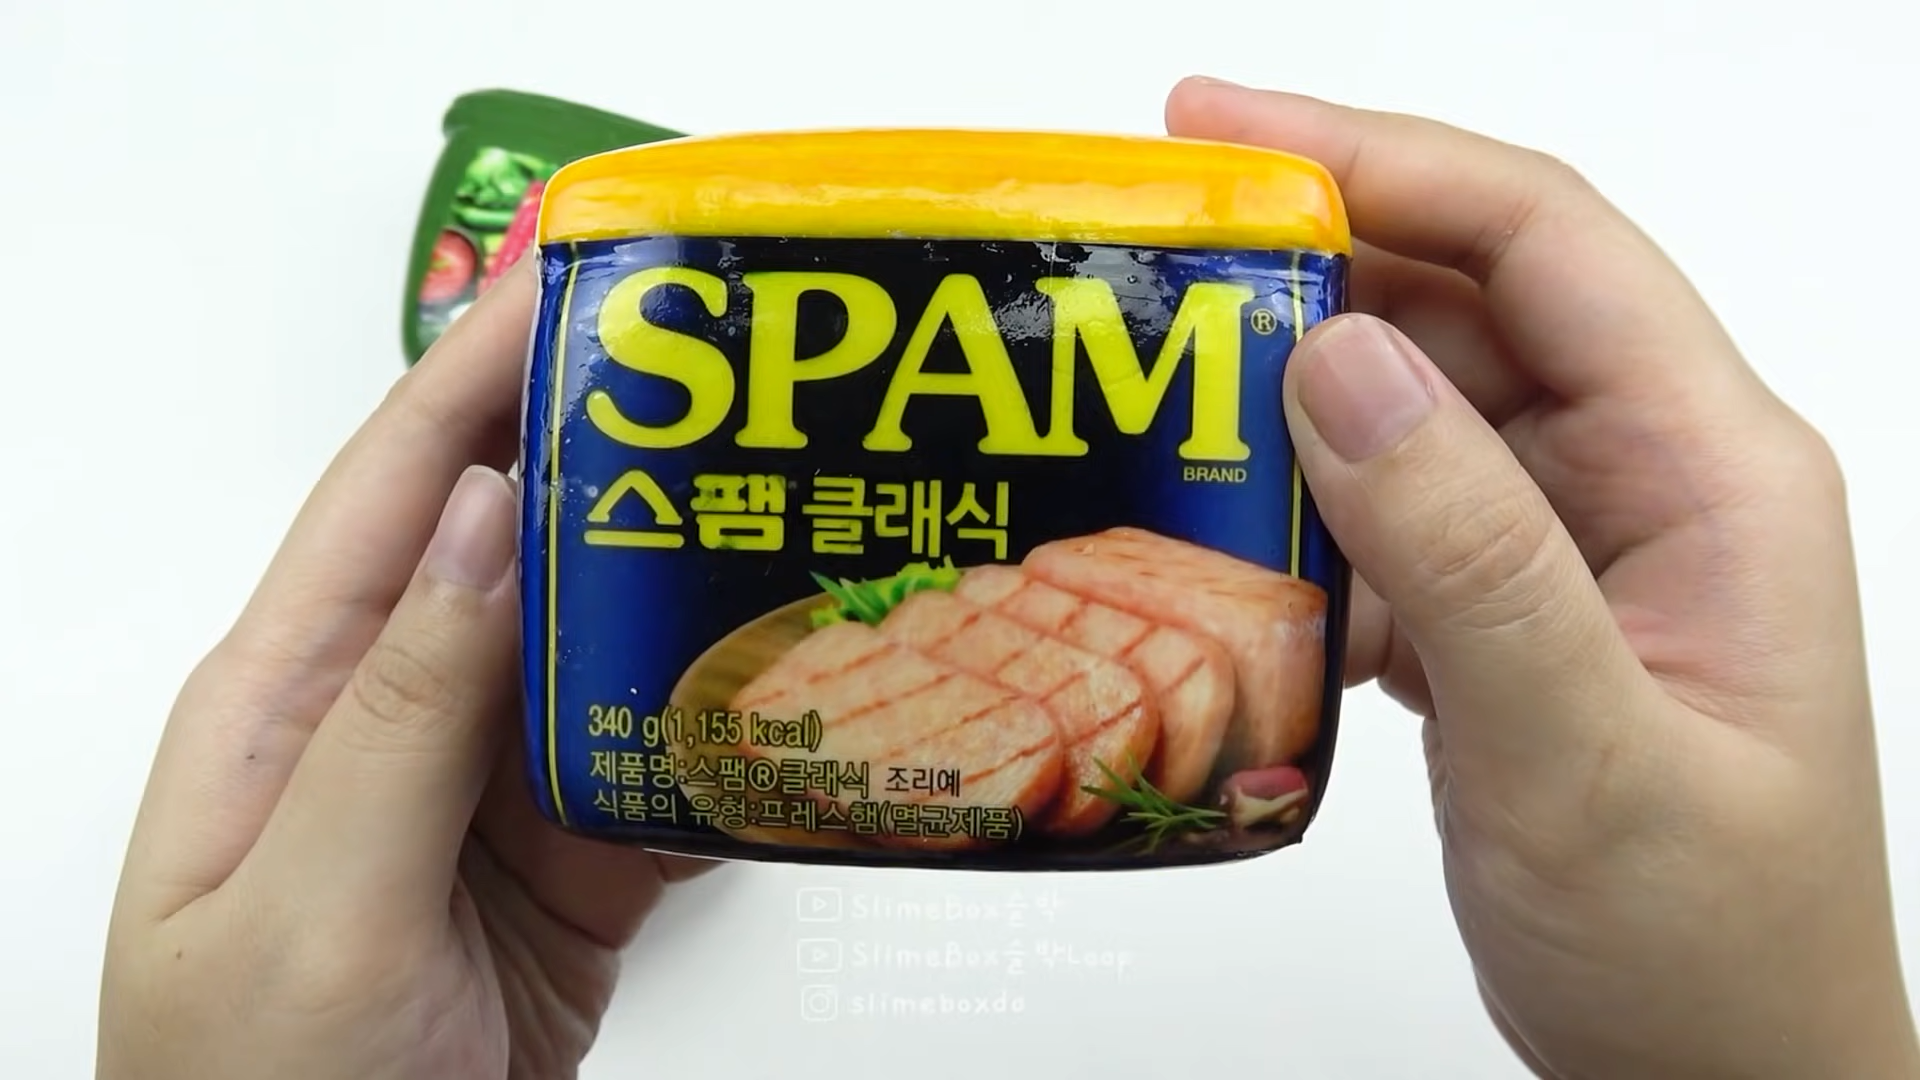 SPAM®
BRAND
스팸 클래식
340 g(1,155 kcal)
제품명:스팸®클래식 조리예
식품의 유형:프레스햄(멸균제품)
SlimeBox슬박
SlimeBox슬박Loop
slimeboxdo